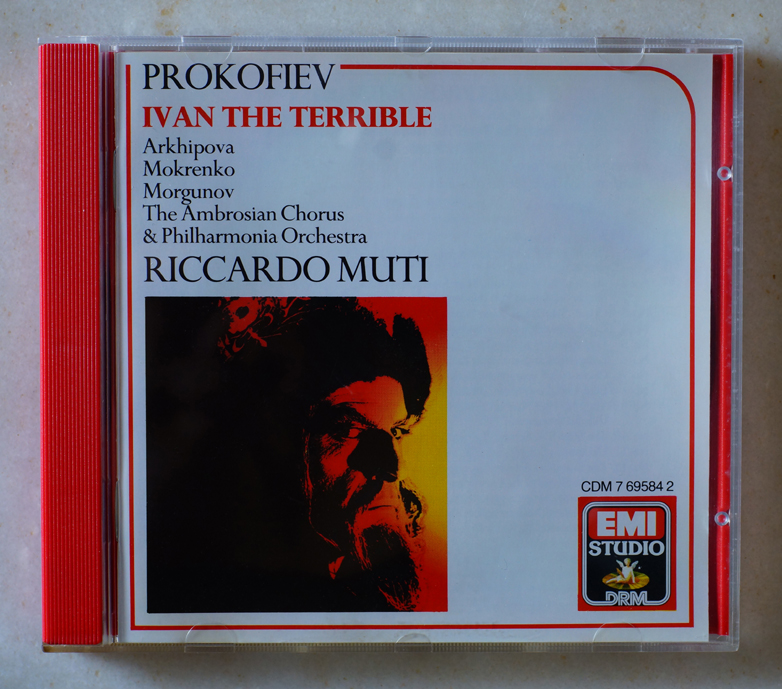 PROKOFIEV
IVAN THE TERRIBLE
Arkhipova
Mokrenko
Morgunov
The Ambrosian Chorus
& Philharmonia Orchestra
RICCARDO MUTI
CDM 7 69584 2
EMI
STUDIO
DRM